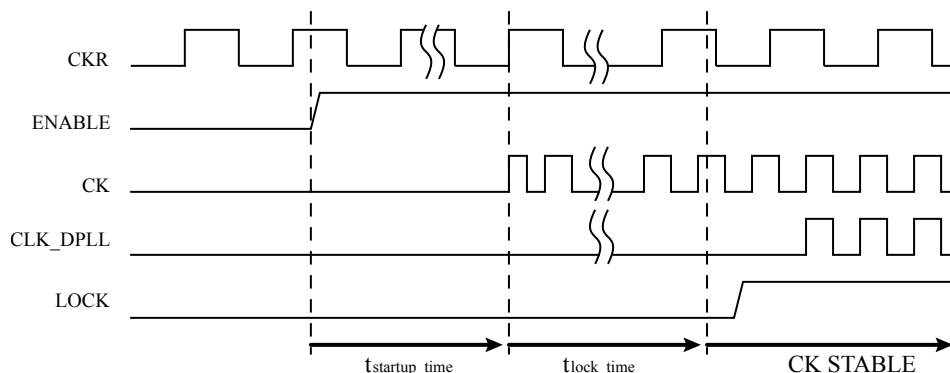 CKR
ENABLE
CK
CLK_DPLL
LOCK
tstartup_time tlock_time CK STABLE